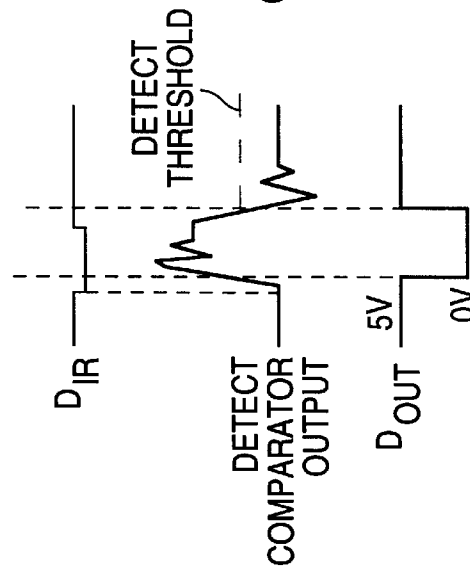 D_IR
DETECT
THRESHOLD
DETECT
COMPARATOR
OUTPUT
D_OUT
5V
0V